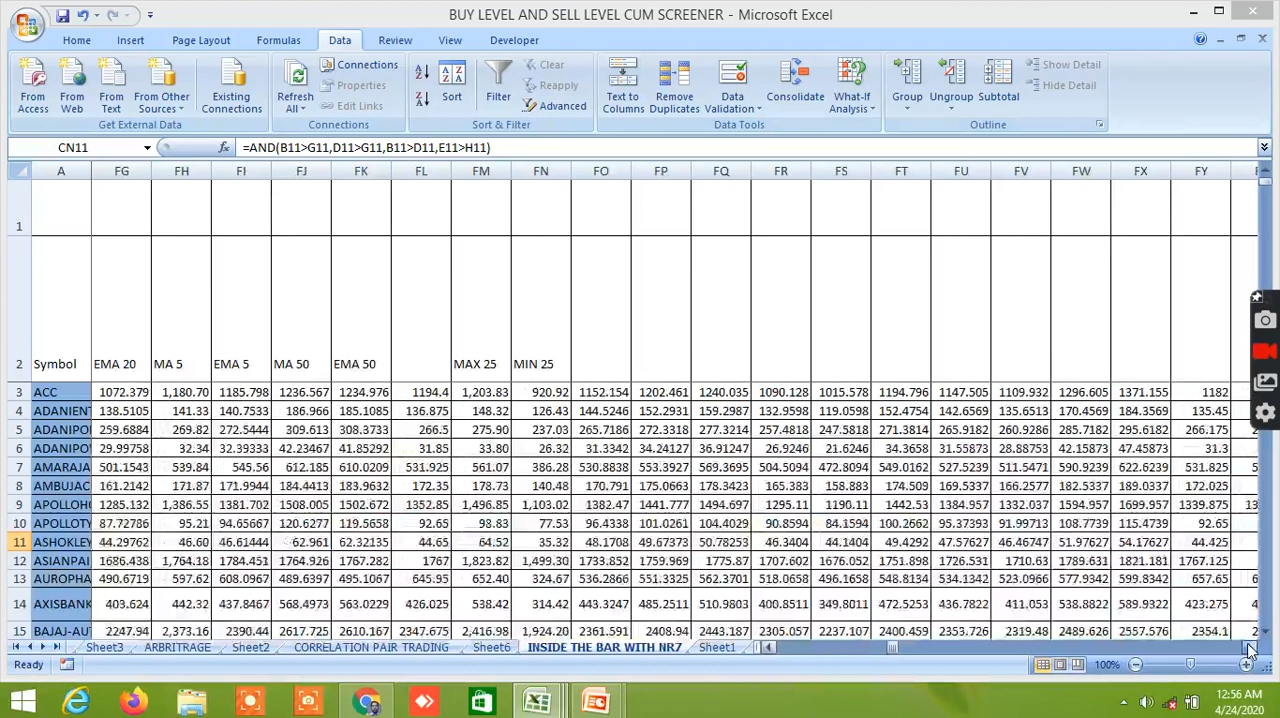 BUY LEVEL AND SELL LEVEL CUM SCREENER - Microsoft Excel
Home Insert Page Layout Formulas Data Review View Developer
From Access From Web From Text From Other Sources Existing Connections Refresh All Connections Properties Edit Links Sort Filter Clear Reapply Advanced Text to Columns Remove Duplicates Data Validation Consolidate What-If Analysis Group Ungroup Subtotal Show Detail Hide Detail
Get External Data Connections Sort & Filter Data Tools Outline
CN11 fx =AND(B11>G11,D11>G11,B11>D11,E11>H11)
A FG FH FI FJ FK FL FM FN FO FP FQ FR FS FT FU FV FW FX FY
1
2 Symbol EMA 20 MA 5 EMA 5 MA 50 EMA 50 MAX 25 MIN 25
3 ACC 1072.379 1,180.70 1185.798 1236.567 1234.976 1194.4 1,203.83 920.92 1152.154 1202.461 1240.035 1090.128 1015.578 1194.796 1147.505 1109.932 1296.605 1371.155 1182
4 ADANIENT 138.5105 141.33 140.7533 186.966 185.1085 136.875 148.32 126.43 144.5246 152.2931 159.2987 132.9598 119.0598 152.4754 142.6569 135.6513 170.4569 184.3569 135.45
5 ADANIPO 259.6884 269.82 272.5444 309.613 308.3733 266.5 275.90 237.03 265.7186 272.3318 277.3214 257.4818 247.5818 271.3814 265.9182 260.9286 285.7682 295.6182 266.175
6 ADANIPO 29.99758 32.34 32.39333 42.23467 41.85292 31.85 33.80 26.32 31.3342 34.24127 36.91257 26.9246 21.6246 34.3658 31.55873 28.88753 42.15873 47.45873 31.3
7 AMARAJA 501.1543 539.84 545.56 612.185 610.0209 531.925 561.07 386.28 530.8838 553.3927 569.3695 504.5094 472.8094 549.0162 527.5239 511.5471 590.9239 622.6239 531.825
8 AMBUJAC 161.2142 171.87 171.9944 184.4413 183.9632 172.35 178.73 140.48 170.791 175.0663 178.3423 165.383 158.883 174.509 170.5337 167.2577 182.5337 189.0337 172.025
9 APOLLOHO 1285.132 1,386.55 1381.702 1508.005 1502.672 1352.85 1,496.85 1,103.02 1382.47 1441.777 1494.697 1295.11 1190.11 1442.53 1384.957 1332.037 1594.957 1699.957 1339.875
10 APOLLOTY 87.72786 95.21 94.65667 120.6277 119.5658 92.65 98.83 77.53 96.4338 101.0261 104.4029 90.8094 84.1594 100.2662 95.37393 91.99713 108.7739 115.4739 92.65
11 ASHOKLEY 44.29762 46.60 46.61444 62.961 62.32135 44.65 64.52 35.32 48.1708 49.67373 50.78253 46.3404 44.1404 49.4292 47.57627 46.46747 51.97627 54.17627 44.425
12 ASIANPAI 1686.438 1,764.18 1784.451 1764.926 1767.282 1767 1,823.82 1,499.30 1733.852 1759.966 1775.87 1707.602 1676.052 1751.898 1726.531 1710.63 1789.631 1821.181 1767.125
13 AUROPHA 490.6719 597.62 608.0967 489.6397 495.1067 645.95 652.40 324.67 536.2866 551.3325 562.3701 518.0658 496.1658 548.8134 534.1342 523.0966 577.9342 599.8342 657.65
14 AXISBANK 403.624 442.32 437.8467 568.4973 563.0229 426.025 538.42 314.42 443.3247 485.2511 510.9803 400.8511 349.8011 472.5253 436.7822 411.053 538.8822 589.9322 423.275
15 BAJAJ-AU 2247.94 2,373.16 2390.44 2617.725 2610.167 2347.675 2,416.98 1,924.20 2361.591 2408.94 2443.187 2305.057 2237.107 2400.459 2353.726 2319.48 2489.626 2557.576 2354.1
Sheet3 ARBRITRAGE Sheet2 CORRELATION PAIR TRADING Sheet6 INSIDE THE BAR WITH NR7 Sheet1
Ready 100%
12:56 AM
4/24/2020